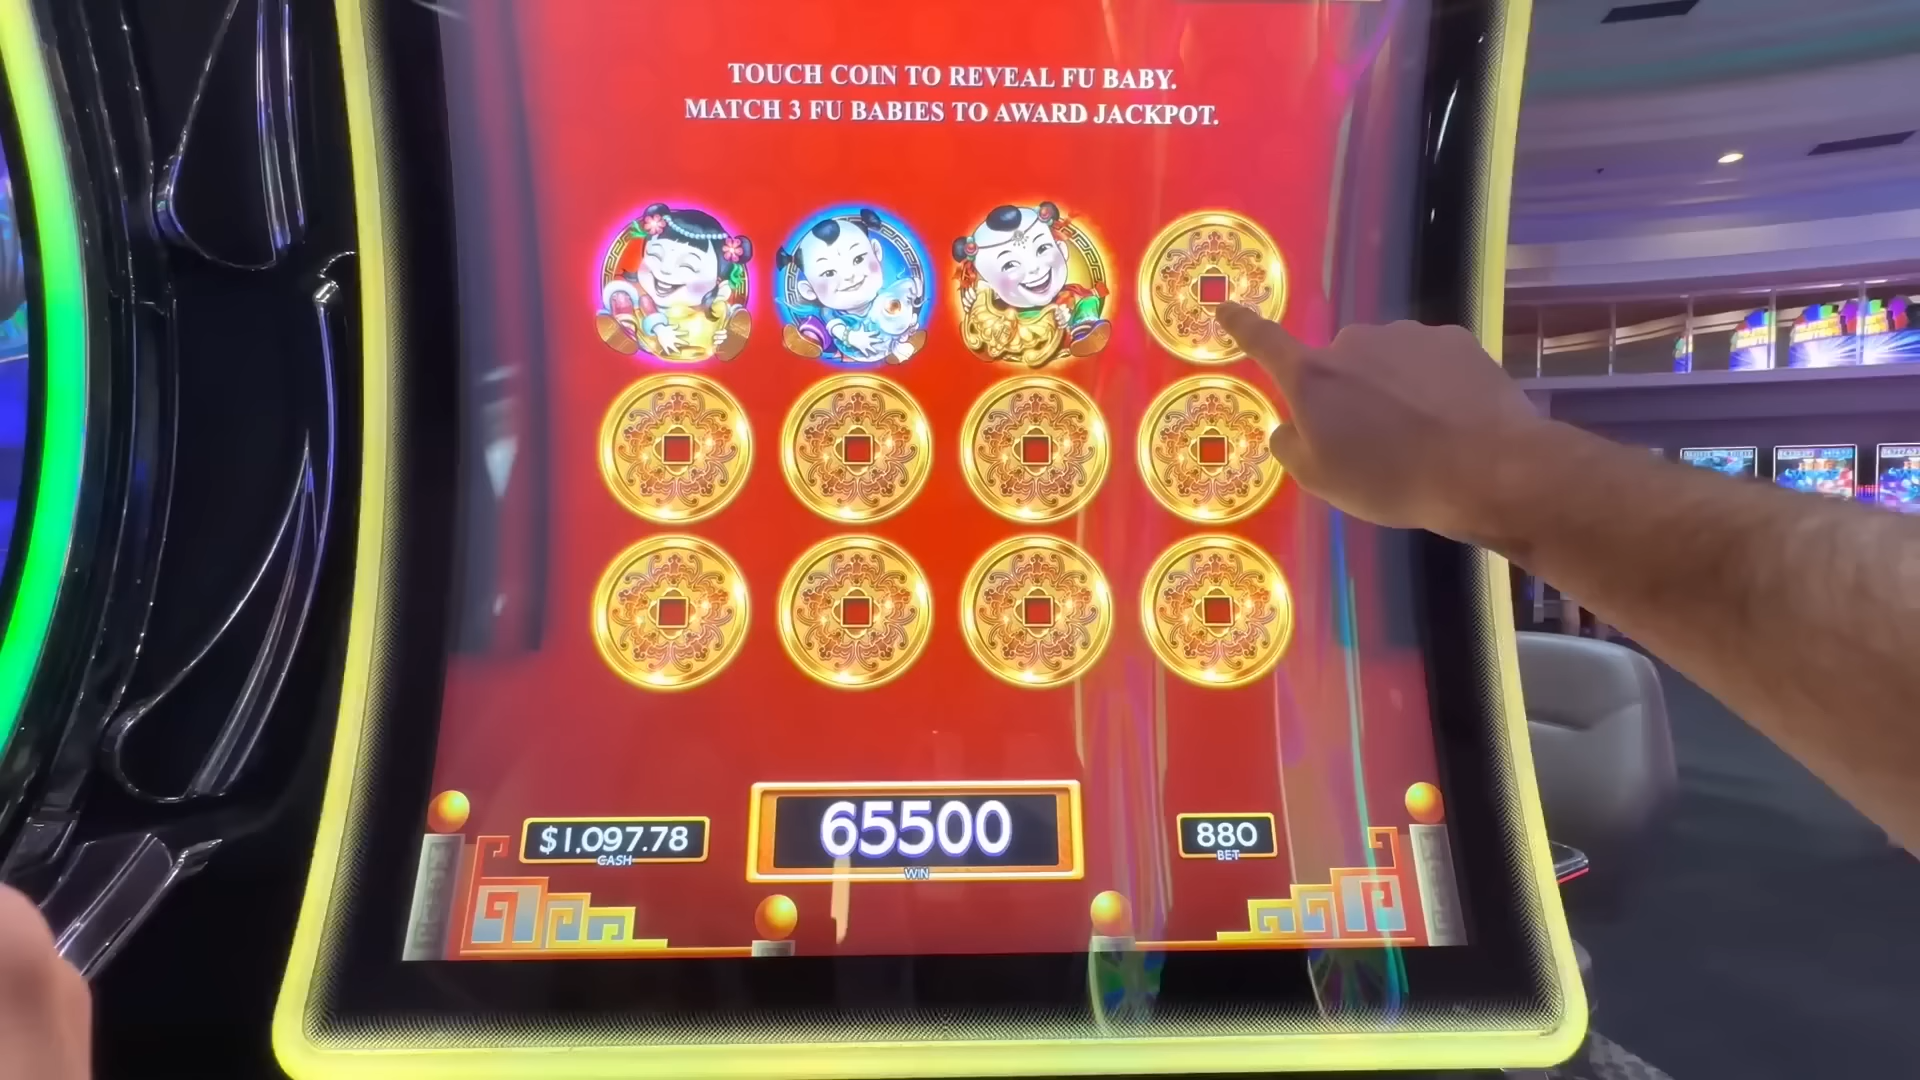 TOUCH COIN TO REVEAL FU BABY.
MATCH 3 FU BABIES TO AWARD JACKPOT.
$1,097.78
CASH
65500
WIN
880
BET